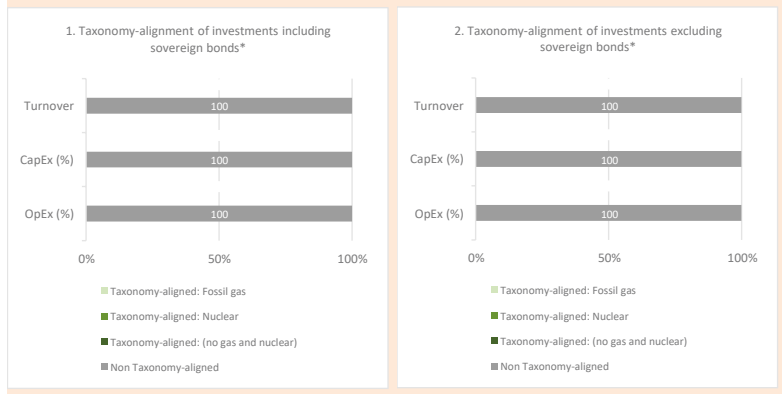 1. Taxonomy-alignment of investments including
sovereign bonds*
Turnover
100
CapEx (%)
100
OpEx (%)
100
0%
50%
100%
Taxonomy-aligned: Fossil gas
Taxonomy-aligned: Nuclear
Taxonomy-aligned: (no gas and nuclear)
Non Taxonomy-aligned
2. Taxonomy-alignment of investments excluding
sovereign bonds*
Turnover
100
CapEx (%)
100
OpEx (%)
100
0%
50%
100%
Taxonomy-aligned: Fossil gas
Taxonomy-aligned: Nuclear
Taxonomy-aligned: (no gas and nuclear)
Non Taxonomy-aligned